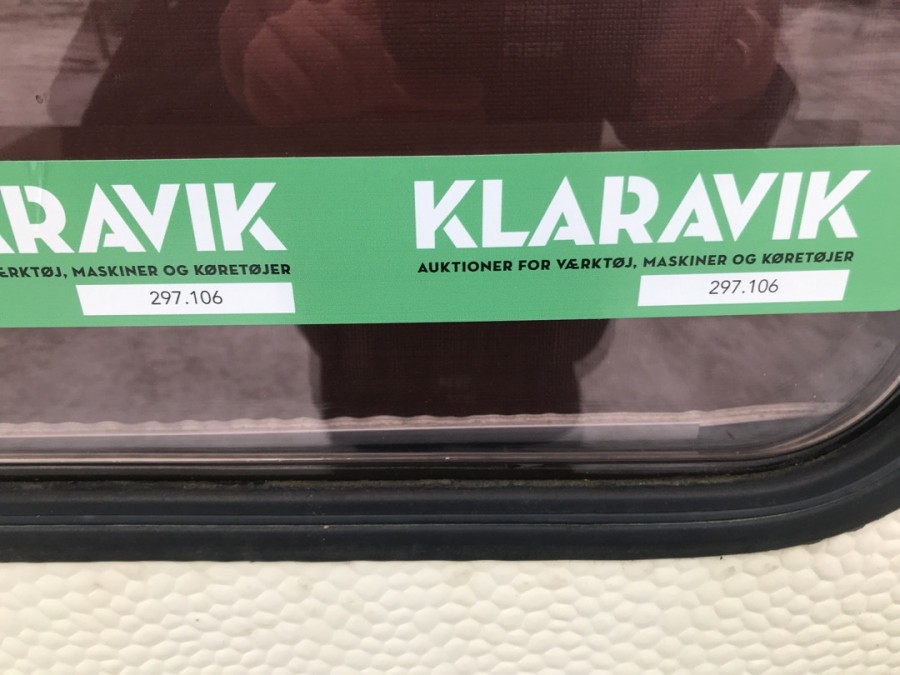 ARAVIK
ÆRKTØJ, MASKINER OG KØRETØJER
297.106
KLARAVIK
AUKTIONER FOR VÆRKTØJ, MASKINER OG KØRETØJER
297.106